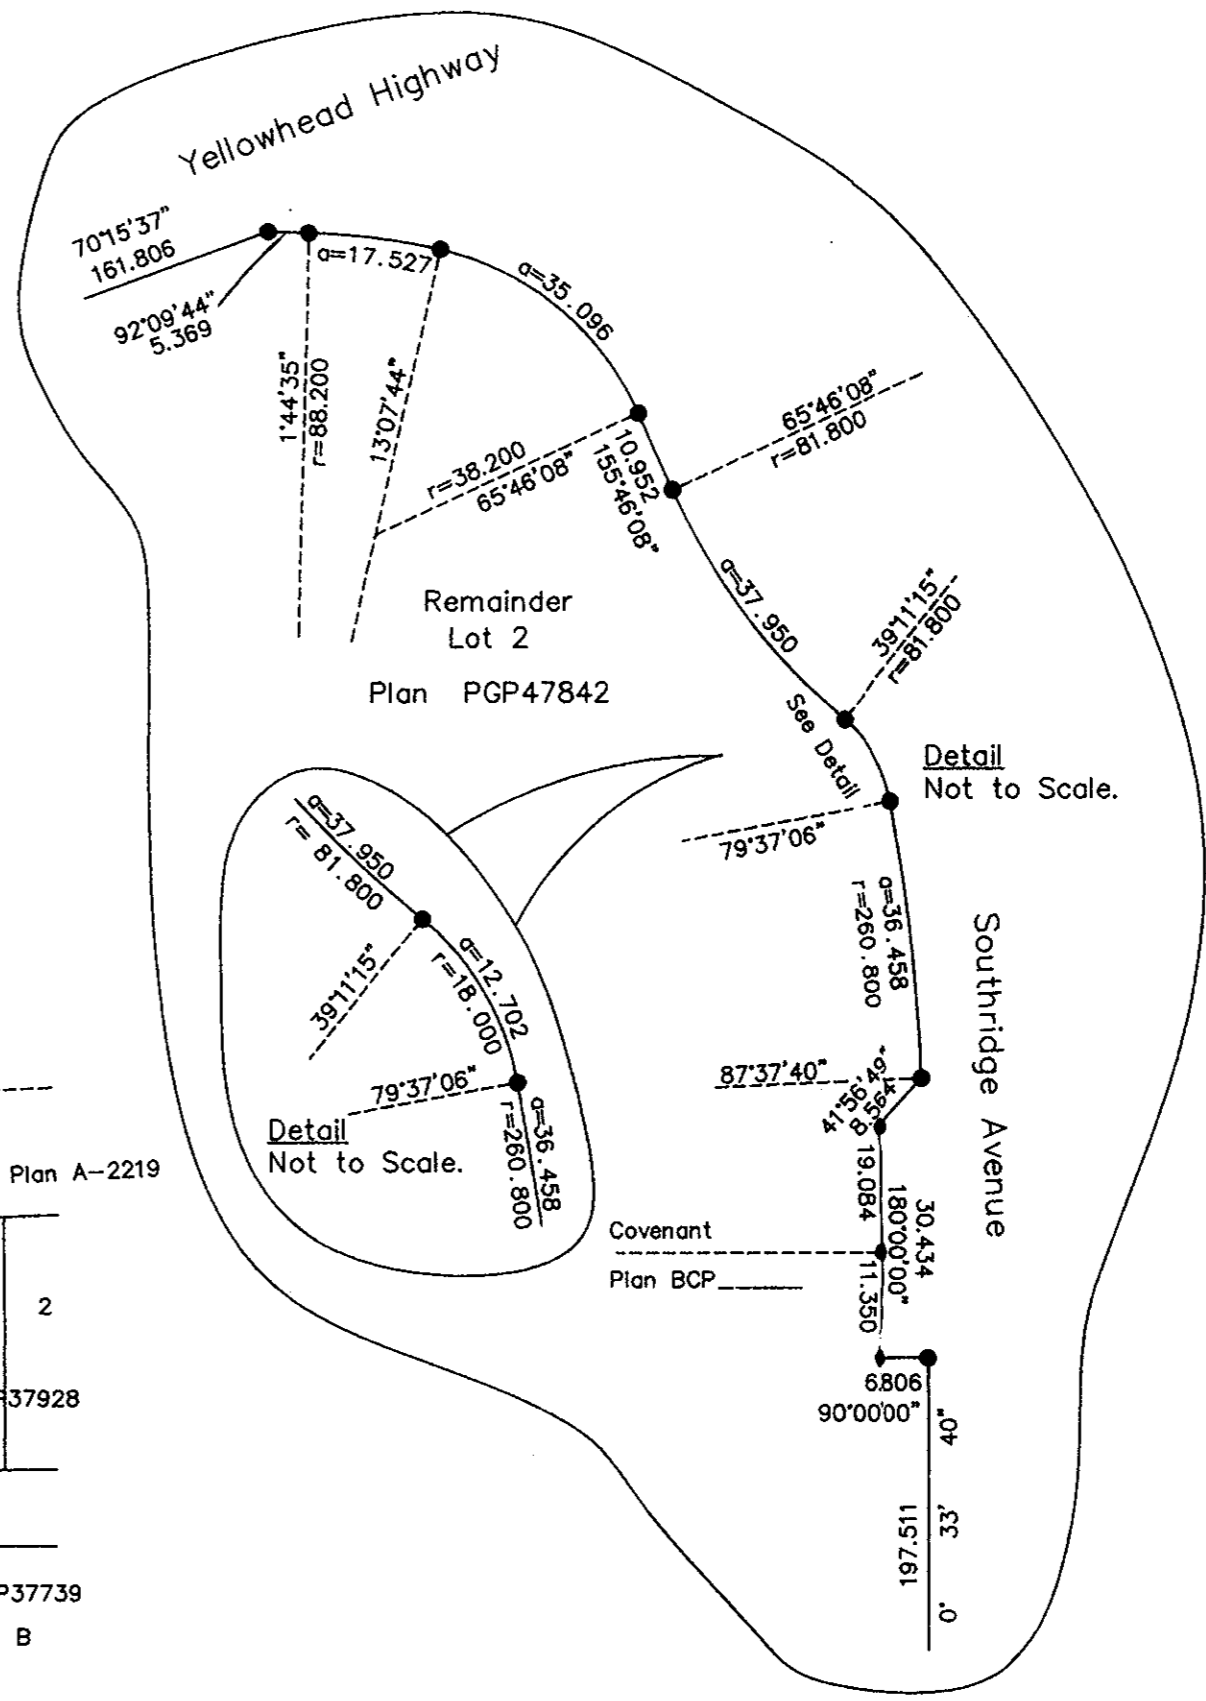 Yellowhead Highway
70°15'37"
161.806
92°09'44"
5.369
a=17.527
a=35.096
1°44'35"
r=88.200
13°07'44"
r=38.200
65°46'08"
10.952
155°46'08"
65°46'08"
r=81.800
Remainder
Lot 2
Plan PGP47842
a=37.950
39°11'15"
r=81.800
See Detail
Detail
Not to Scale.
79°37'06"
a=36.458
r=260.800
a=37.950
r= 81.800
39°11'15"
a=12.702
r=18.000
79°37'06"
a=36.458
r=260.800
Detail
Not to Scale.
Southridge Avenue
87°37'40"
41°56'49"
8.564
19.084
30.434
180°00'00"
11.350
Covenant
Plan BCP______
6.806
90°00'00"
197.511
0° 33' 40"
Plan A-2219
2
37928
P37739
B